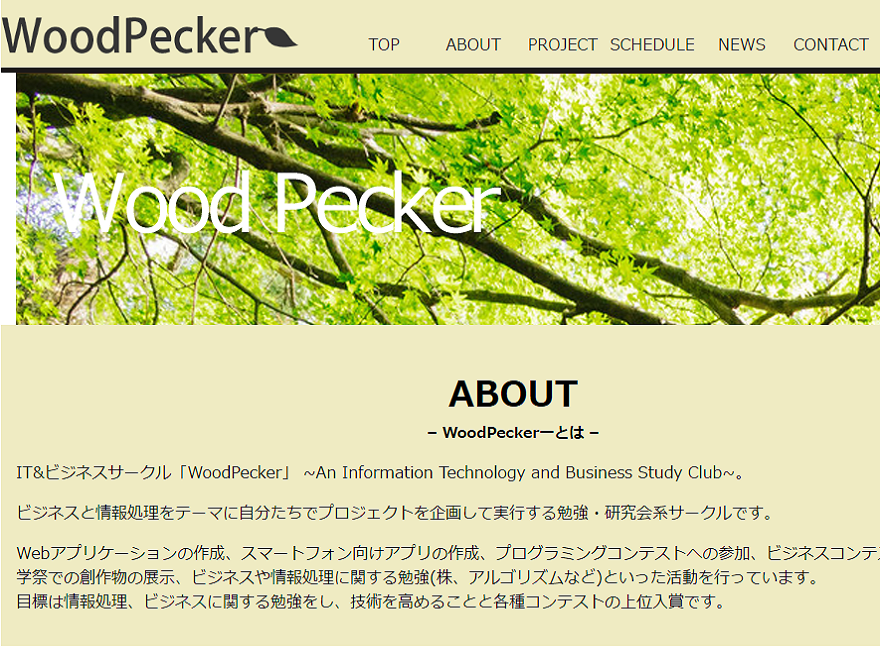 WoodPecker
TOP ABOUT PROJECT SCHEDULE NEWS CONTACT
Wood Pecker
ABOUT
– WoodPeckerーとは –
IT&ビジネスサークル「WoodPecker」 ~An Information Technology and Business Study Club~。
ビジネスと情報処理をテーマに自分たちでプロジェクトを企画して実行する勉強・研究会系サークルです。
Webアプリケーションの作成、スマートフォン向けアプリの作成、プログラミングコンテストへの参加、ビジネスコンテ
学祭での創作物の展示、ビジネスや情報処理に関する勉強(株、アルゴリズムなど)といった活動を行っています。
目標は情報処理、ビジネスに関する勉強をし、技術を高めることと各種コンテストの上位入賞です。